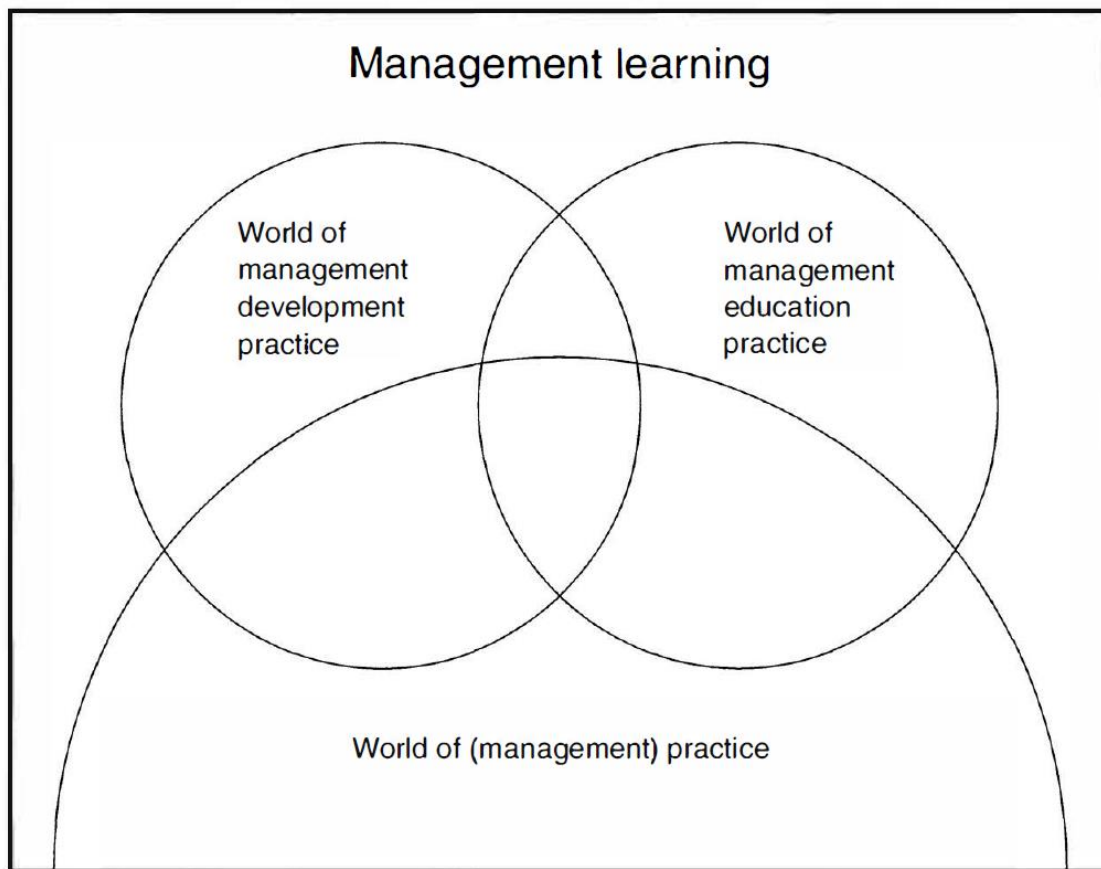 Management learning
World of
management
development
practice
World of
management
education
practice
World of (management) practice